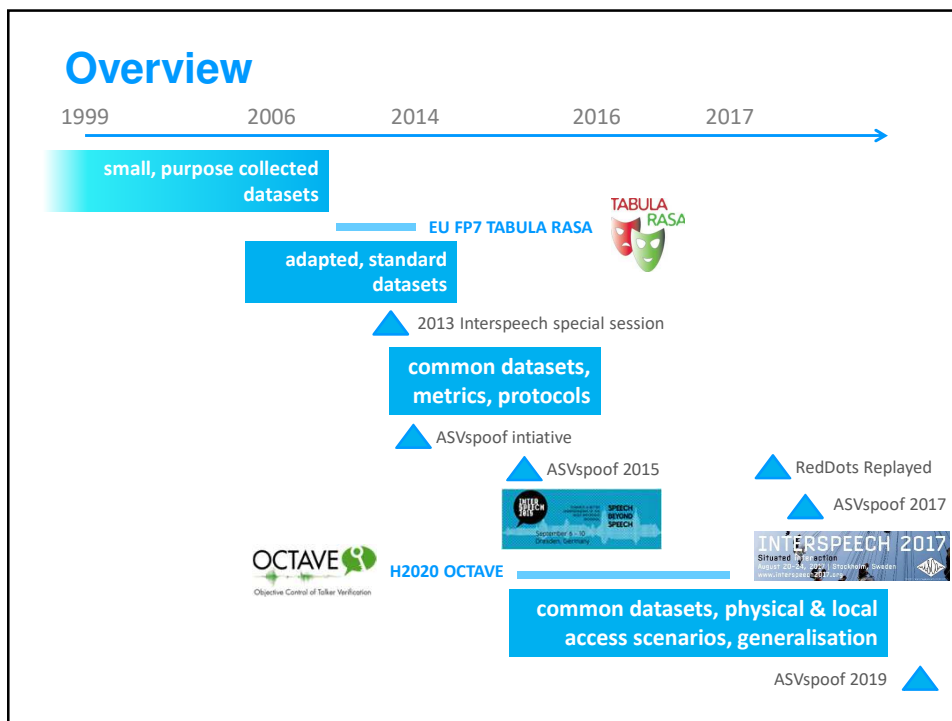 Overview
1999 2006 2014 2016 2017
small, purpose collected
datasets
TABULA
RASA
EU FP7 TABULA RASA
adapted, standard
datasets
2013 Interspeech special session
common datasets,
metrics, protocols
ASVspoof intiative
ASVspoof 2015
RedDots Replayed
ASVspoof 2017
INTER
SPEECH
2015
SPEECH
BEYOND
SPEECH
September 6 - 10
Dresden, Germany
INTERSPEECH 2017
Situated Interaction
August 20-24, 2017 | Stockholm, Sweden
www.interspeech2017.org
OCTAVE
Objective Control of Talker Verification
H2020 OCTAVE
common datasets, physical & local
access scenarios, generalisation
ASVspoof 2019